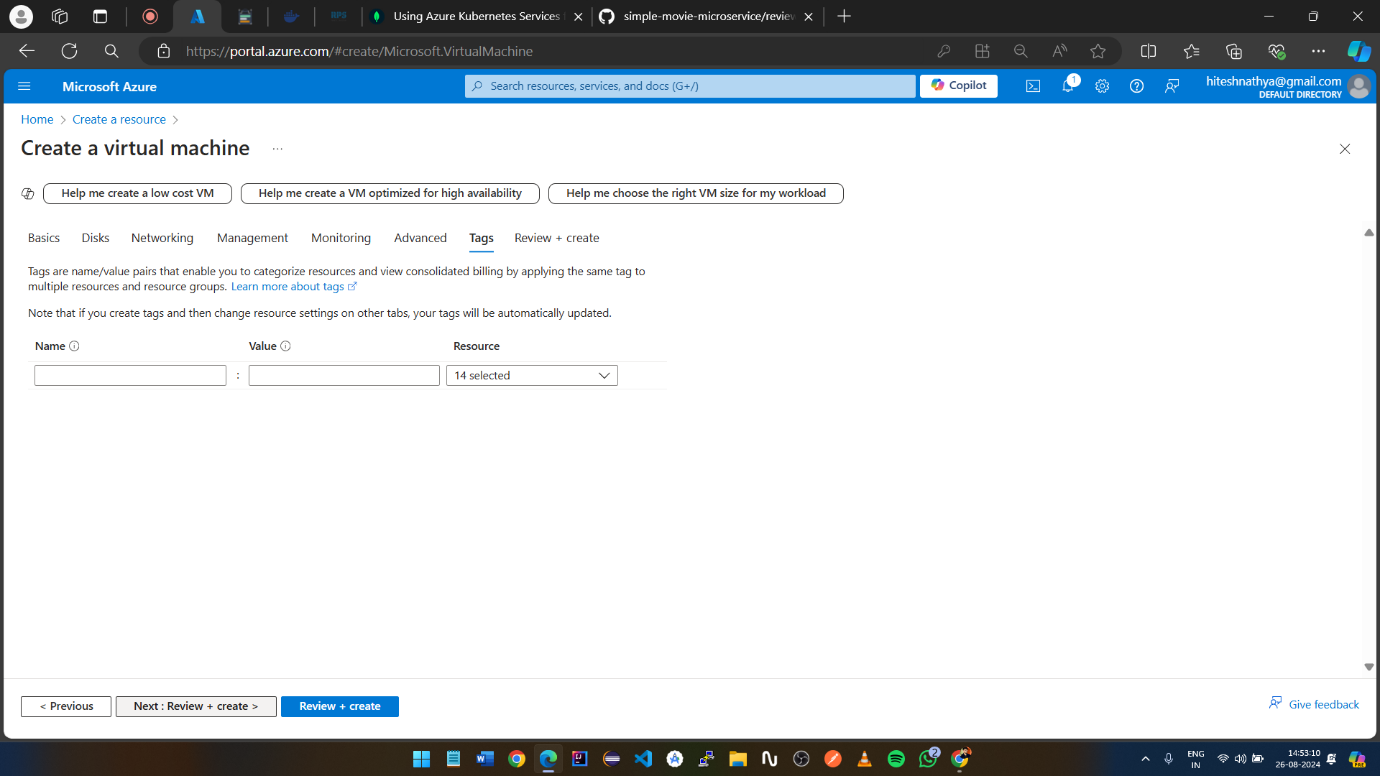 RPS
Using Azure Kubernetes Services
simple-movie-microservice/review
https://portal.azure.com/#create/Microsoft.VirtualMachine
Microsoft Azure
Search resources, services, and docs (G+/)
Copilot
1
hiteshnathya@gmail.com
DEFAULT DIRECTORY
Home > Create a resource >
Create a virtual machine ...
Help me create a low cost VM
Help me create a VM optimized for high availability
Help me choose the right VM size for my workload
Basics Disks Networking Management Monitoring Advanced Tags Review + create
Tags are name/value pairs that enable you to categorize resources and view consolidated billing by applying the same tag to
multiple resources and resource groups. Learn more about tags
Note that if you create tags and then change resource settings on other tabs, your tags will be automatically updated.
Name Value Resource
: 14 selected
< Previous Next : Review + create > Review + create Give feedback
2
ENG
IN
14:53:10
26-08-2024